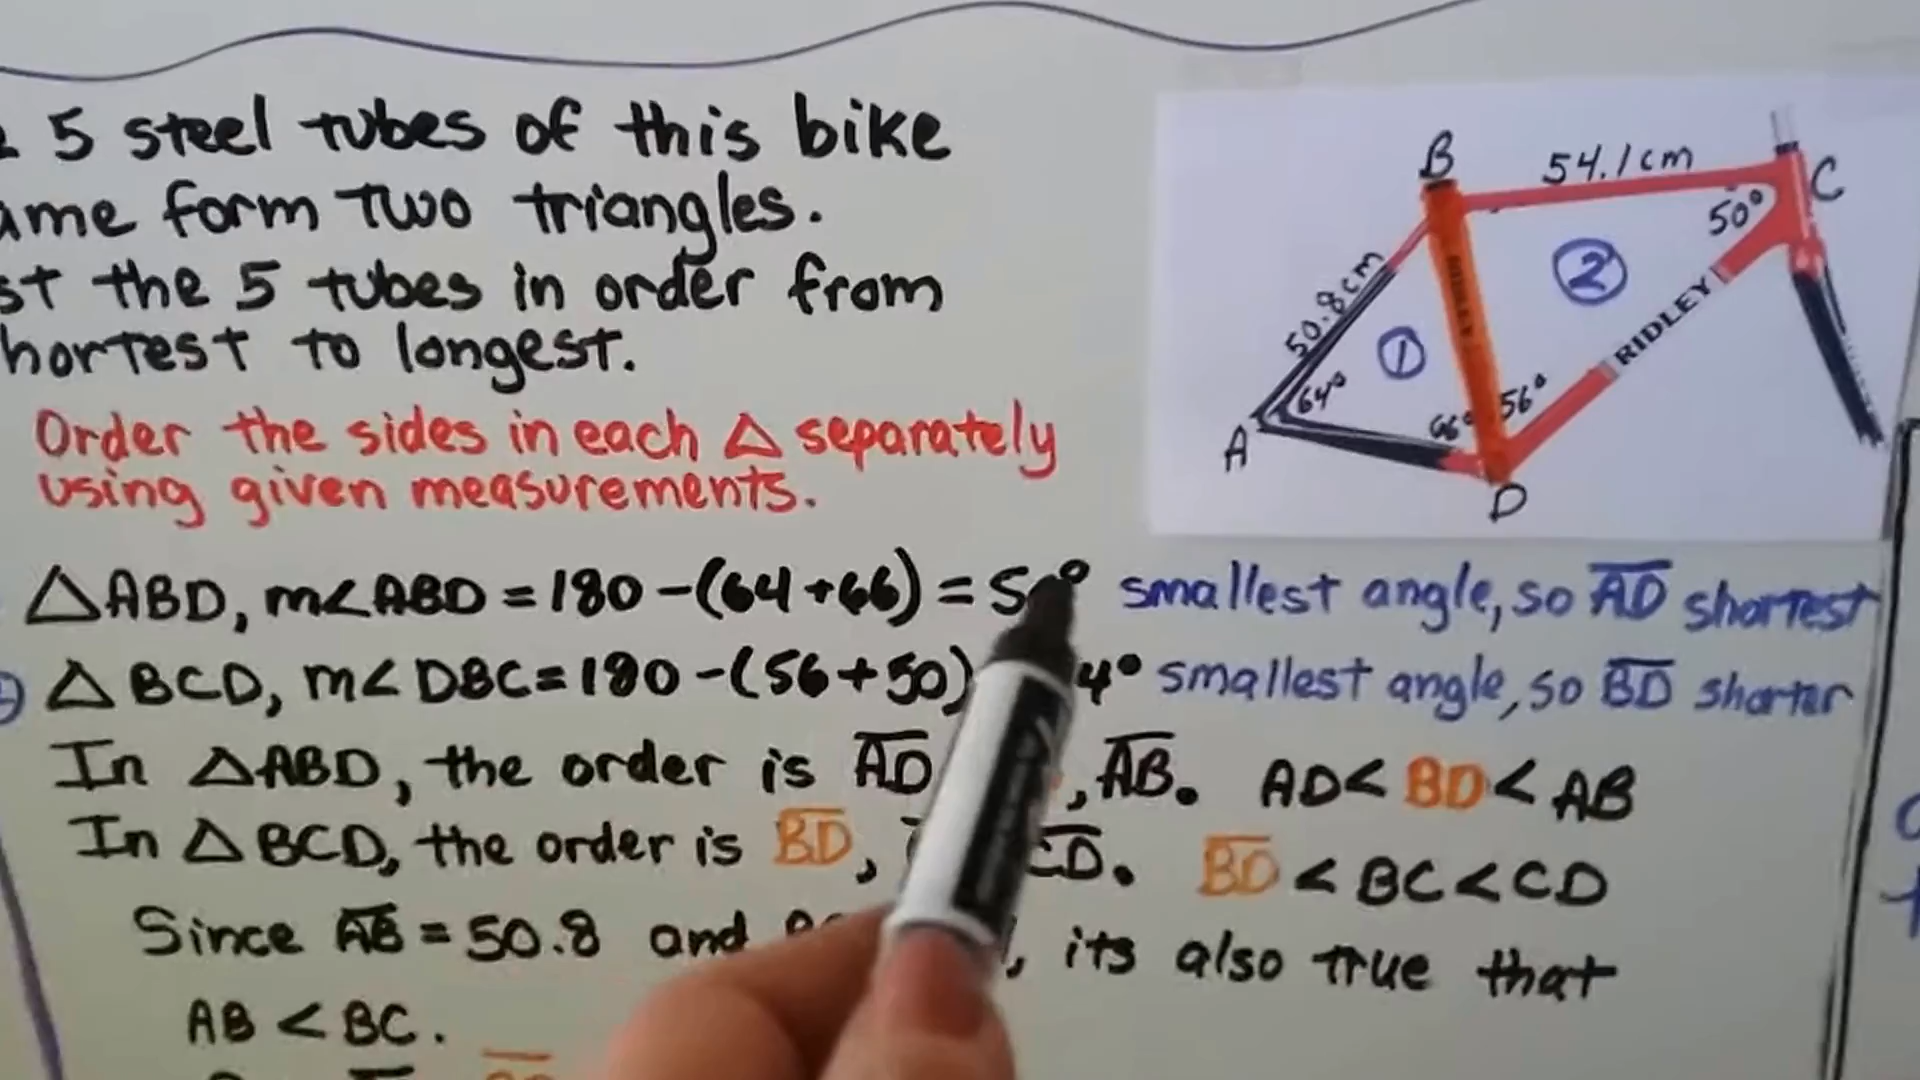 5 steel tubes of this bike
form two triangles.
the 5 tubes in order from
to longest.
Order the sides in each △ separately
using given measurements.
△ABD, m∠ABD = 180 -(64+66) =
smallest angle, so AD shortest
△BCD, m∠DBC = 180 -(56+50)
smallest angle, so BD shorter
In △ABD, the order is AD , AB. AD < BD < AB
In △BCD, the order is BD, CD. BD < BC < CD
Since AB = 50.8 and , its also true that
AB < BC.
B
54.1cm
C
50°
50.8cm
②
①
RIDLEY
64°
66°
56°
A
D